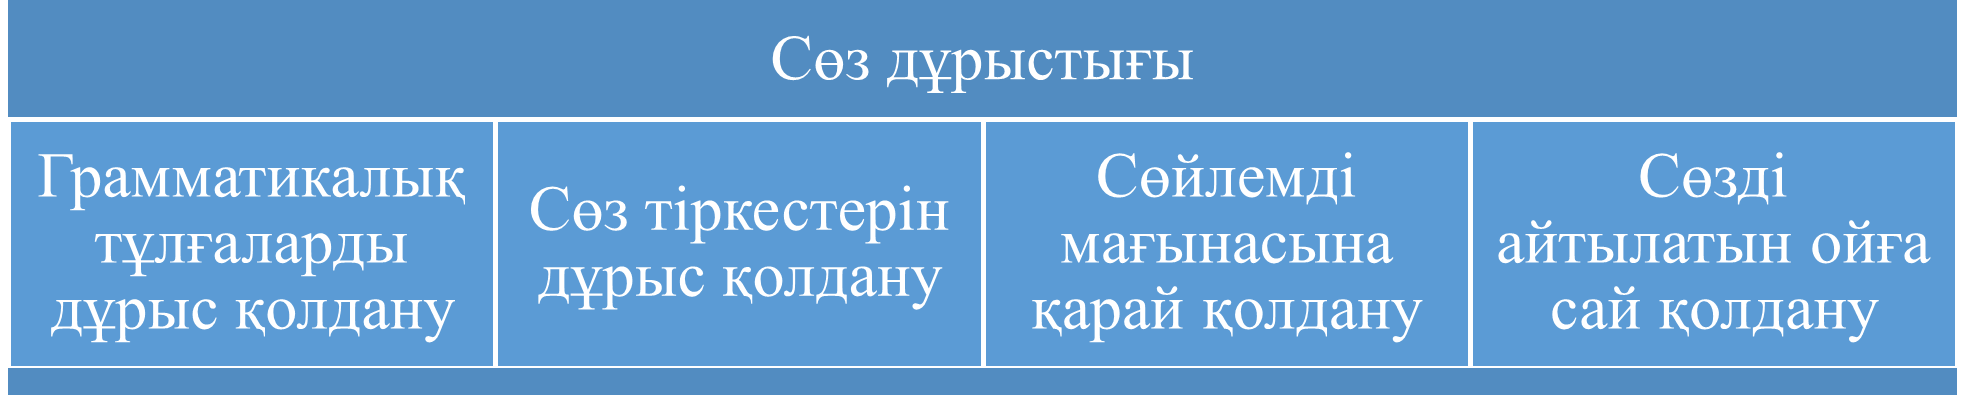 Сөз дұрыстығы
Грамматикалық
тұлғаларды
дұрыс қолдану
Сөз тіркестерін
дұрыс қолдану
Сөйлемді
мағынасына
қарай қолдану
Сөзді
айтылатын ойға
сай қолдану